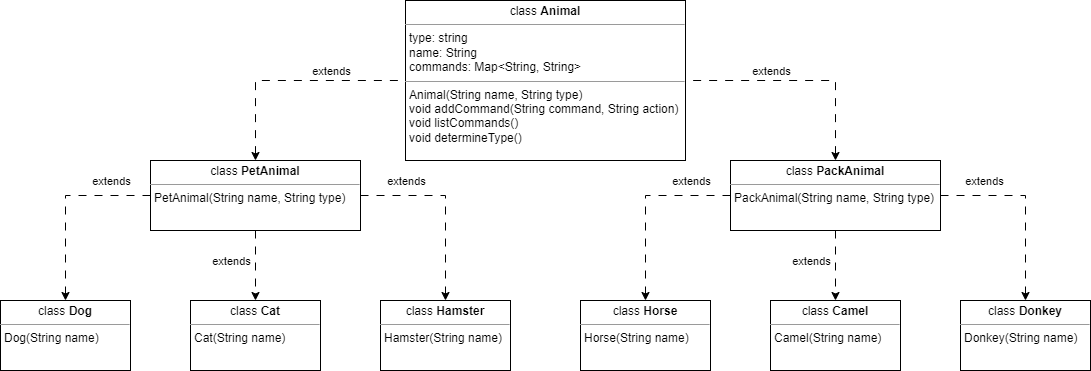 class Animal
type: string
name: String
commands: Map<String, String>
Animal(String name, String type)
void addCommand(String command, String action)
void listCommands()
void determineType()
extends
extends
class PetAnimal
PetAnimal(String name, String type)
class PackAnimal
PackAnimal(String name, String type)
extends
extends
extends
extends
extends
extends
class Dog
Dog(String name)
class Cat
Cat(String name)
class Hamster
Hamster(String name)
class Horse
Horse(String name)
class Camel
Camel(String name)
class Donkey
Donkey(String name)